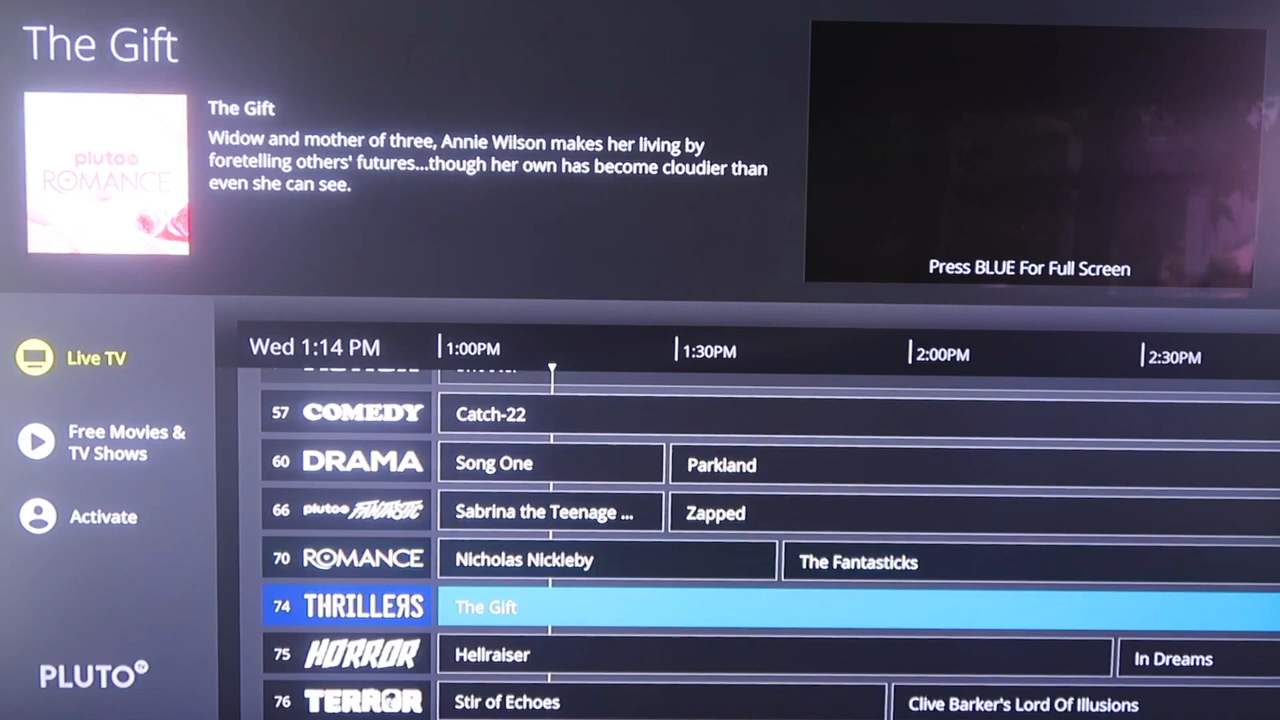 The Gift
pluto tv
ROMANCE
The Gift
Widow and mother of three, Annie Wilson makes her living by
foretelling others' futures...though her own has become cloudier than
even she can see.
Press BLUE For Full Screen
Live TV
Free Movies &
TV Shows
Activate
PLUTO TV
Wed 1:14 PM 1:00PM 1:30PM 2:00PM 2:30PM
57 COMEDY Catch-22
60 DRAMA Song One Parkland
66 pluto tv FANTASTIC Sabrina the Teenage ... Zapped
70 ROMANCE Nicholas Nickleby The Fantasticks
74 THRILLERS The Gift
75 HORROR Hellraiser In Dreams
76 TERROR Stir of Echoes Clive Barker's Lord Of Illusions